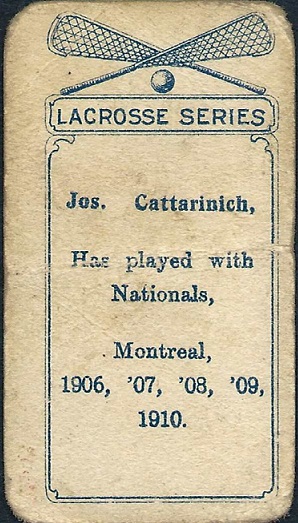 LACROSSE SERIES
Jos. Cattarinich,
Has played with
Nationals,
Montreal,
1906, '07, '08, '09,
1910.